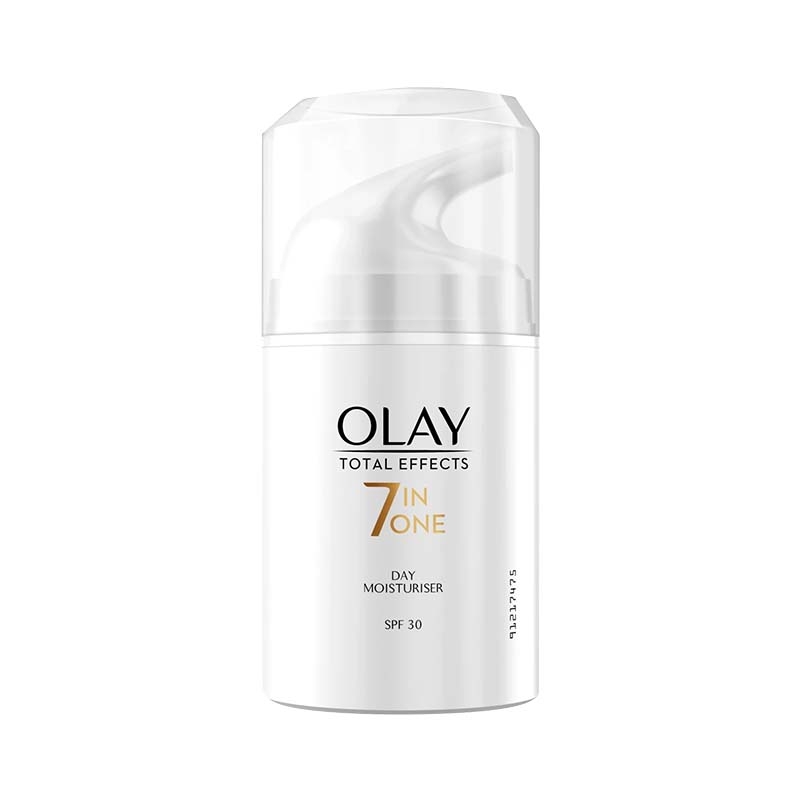 OLAY
TOTAL EFFECTS
7 IN
ONE
DAY
MOISTURISER
SPF 30
91217475